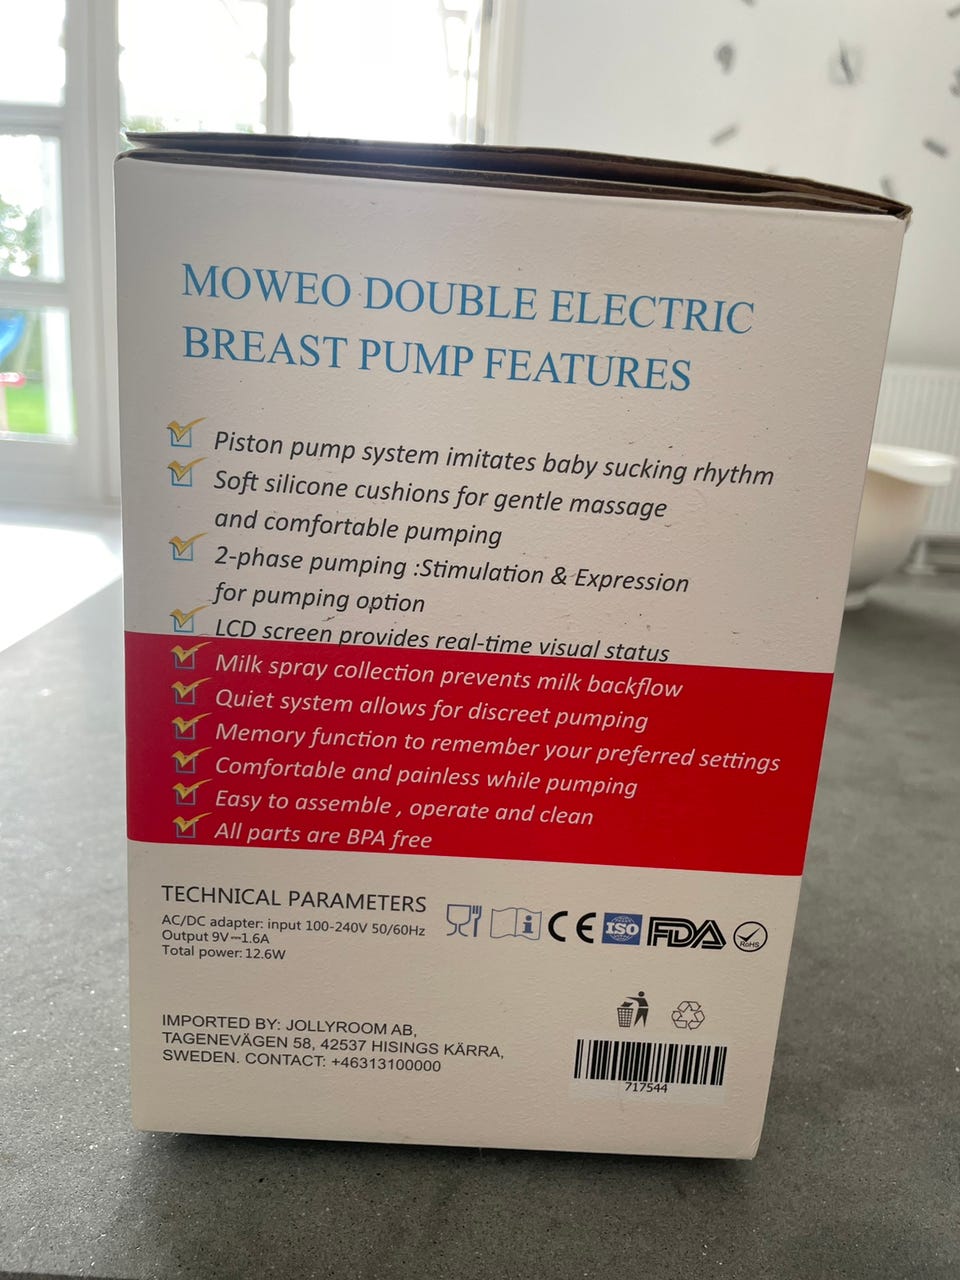 MOWEO DOUBLE ELECTRIC
BREAST PUMP FEATURES
Piston pump system imitates baby sucking rhythm
Soft silicone cushions for gentle massage
and comfortable pumping
2-phase pumping :Stimulation & Expression
for pumping option
LCD screen provides real-time visual status
Milk spray collection prevents milk backflow
Quiet system allows for discreet pumping
Memory function to remember your preferred settings
Comfortable and painless while pumping
Easy to assemble , operate and clean
All parts are BPA free
TECHNICAL PARAMETERS
AC/DC adapter: input 100-240V 50/60Hz
Output 9V⎓1.6A
Total power: 12.6W
i CE ISO FDA RoHS
IMPORTED BY: JOLLYROOM AB,
TAGENEVÄGEN 58, 42537 HISINGS KÄRRA,
SWEDEN. CONTACT: +46313100000
717544
9
3